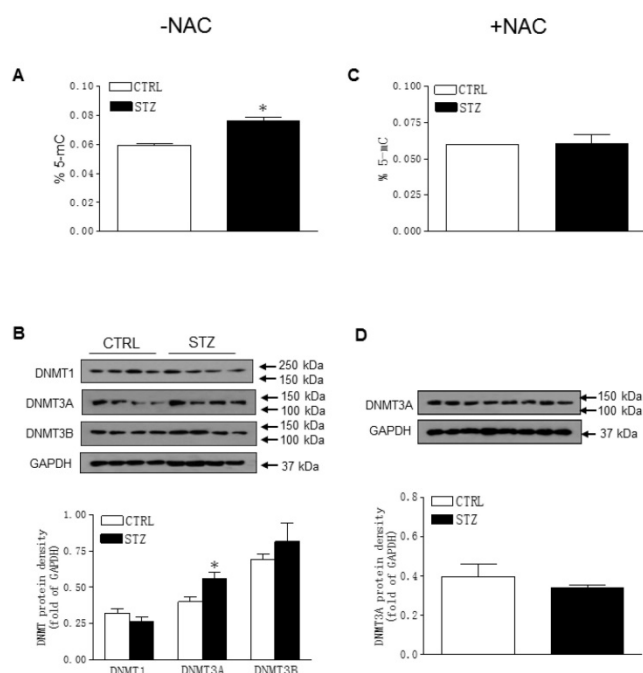 -NAC
+NAC
A
CTRL
STZ
*
0.10
0.08
0.06
0.04
0.02
0.00
% 5-mC
C
CTRL
STZ
0.100
0.075
0.050
0.025
0.000
% 5-mC
B
CTRL
STZ
DNMT1
250 kDa
150 kDa
DNMT3A
150 kDa
100 kDa
DNMT3B
150 kDa
100 kDa
GAPDH
37 kDa
CTRL
STZ
*
1.00
0.75
0.50
0.25
0.00
DNMT protein density
(fold of GAPDH)
DNMT1
DNMT3A
DNMT3B
D
DNMT3A
150 kDa
100 kDa
GAPDH
37 kDa
CTRL
STZ
0.8
0.6
0.4
0.2
0.0
DNMT3A protein density
(fold of GAPDH)